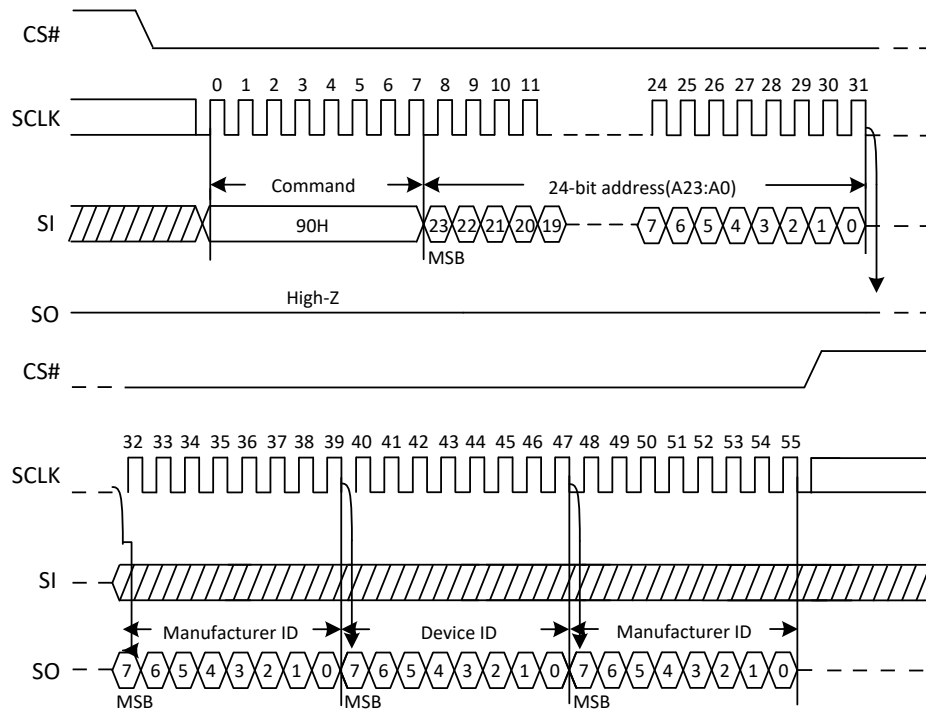 CS#
0 1 2 3 4 5 6 7 8 9 10 11 24 25 26 27 28 29 30 31
SCLK
Command 24-bit address(A23:A0)
SI 90H 23 22 21 20 19 7 6 5 4 3 2 1 0
MSB
High-Z
SO
CS#
32 33 34 35 36 37 38 39 40 41 42 43 44 45 46 47 48 49 50 51 52 53 54 55
SCLK
SI
Manufacturer ID Device ID Manufacturer ID
SO 7 6 5 4 3 2 1 0 7 6 5 4 3 2 1 0 7 6 5 4 3 2 1 0
MSB MSB MSB